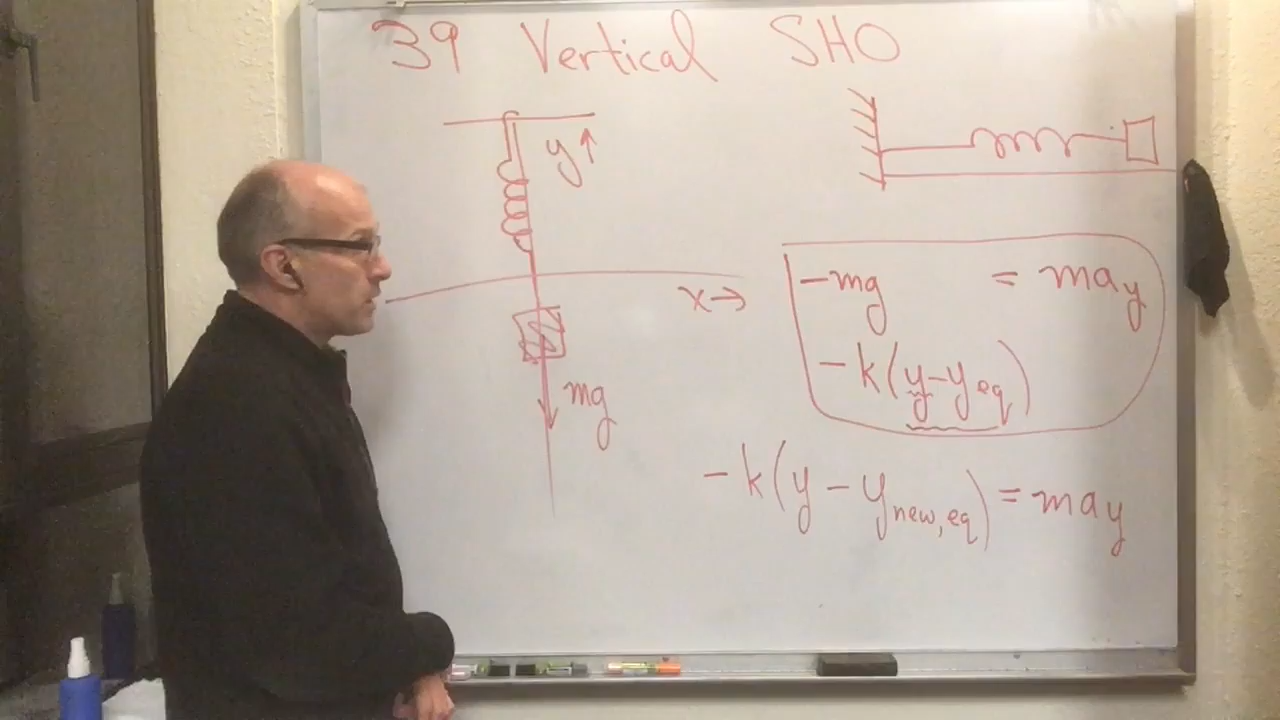 39 Vertical SHO
y↑
x→
-mg = ma_y
-k(y-y_eq)
mg
-k(y - y_new,eq) = ma_y